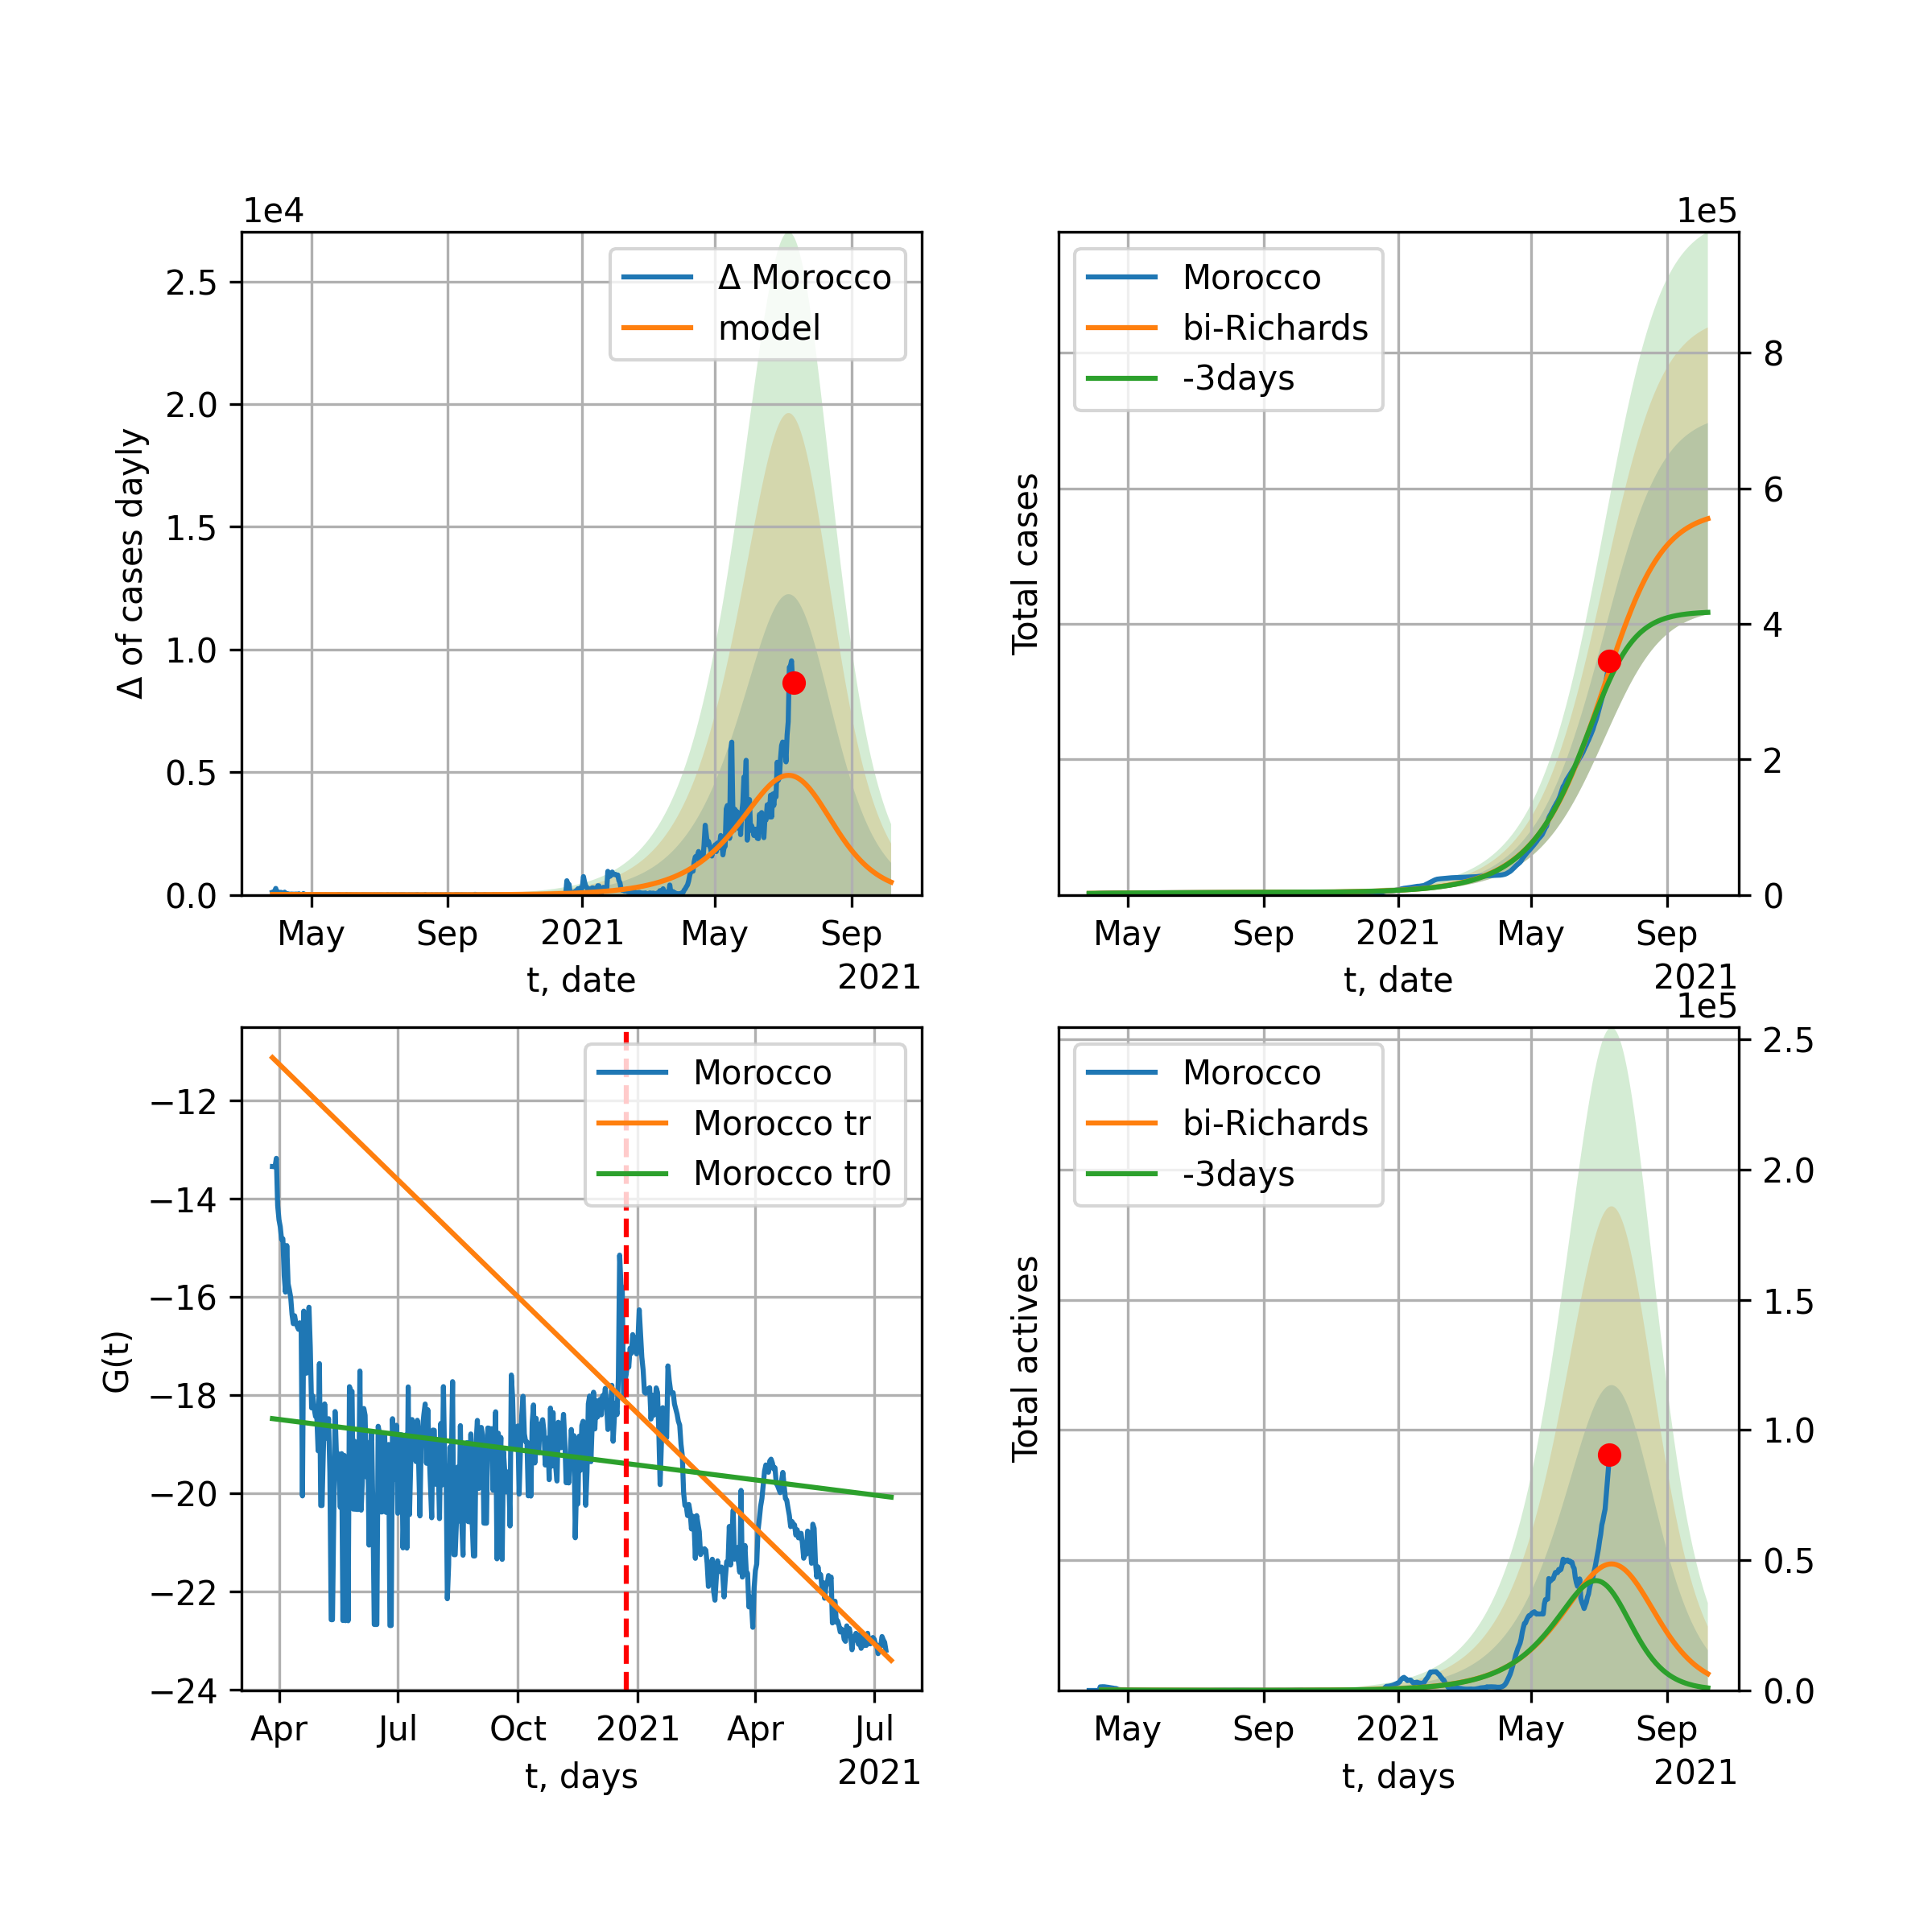 1e4
2.5
2.0
1.5
1.0
0.5
0.0
Δ of cases dayly
Δ Morocco
model
May Sep 2021 May Sep
2021
t, date
1e5
8
6
4
2
0
Total cases
Morocco
bi-Richards
-3days
May Sep 2021 May Sep
2021
t, date
−12
−14
−16
−18
−20
−22
−24
G(t)
Morocco
Morocco tr
Morocco tr0
Apr Jul Oct 2021 Apr Jul
2021
t, days
1e5
2.5
2.0
1.5
1.0
0.5
0.0
Total actives
Morocco
bi-Richards
-3days
May Sep 2021 May Sep
2021
t, days